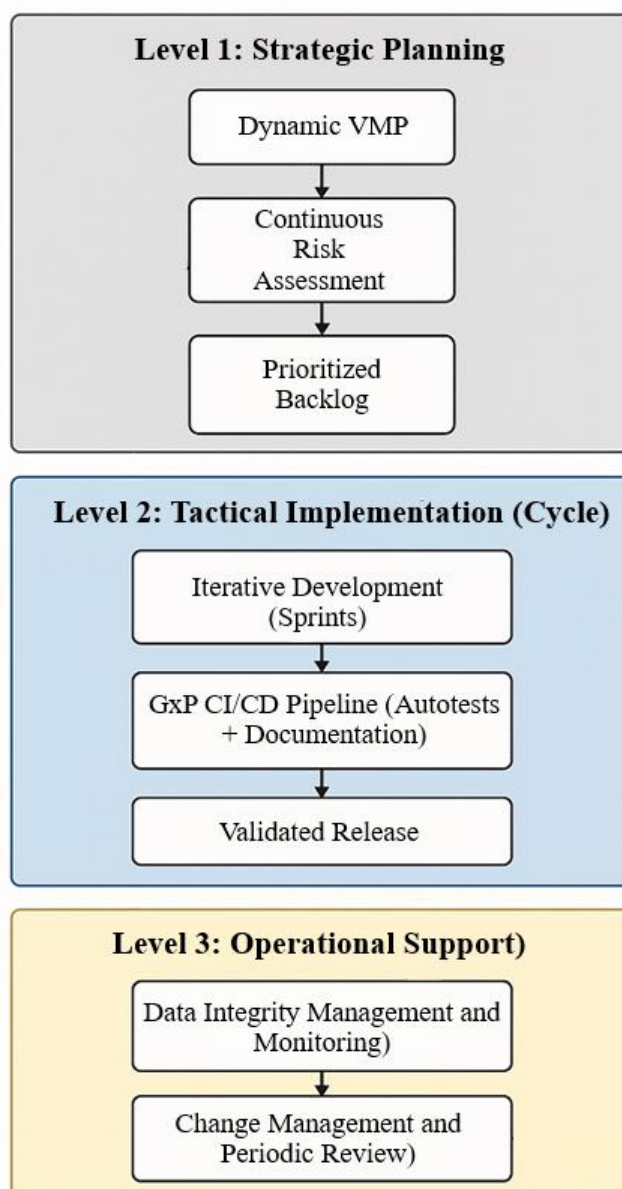 Level 1: Strategic Planning
Dynamic VMP
Continuous
Risk
Assessment
Prioritized
Backlog
Level 2: Tactical Implementation (Cycle)
Iterative Development
(Sprints)
GxP CI/CD Pipeline (Autotests
+ Documentation)
Validated Release
Level 3: Operational Support)
Data Integrity Management and
Monitoring)
Change Management and
Periodic Review)